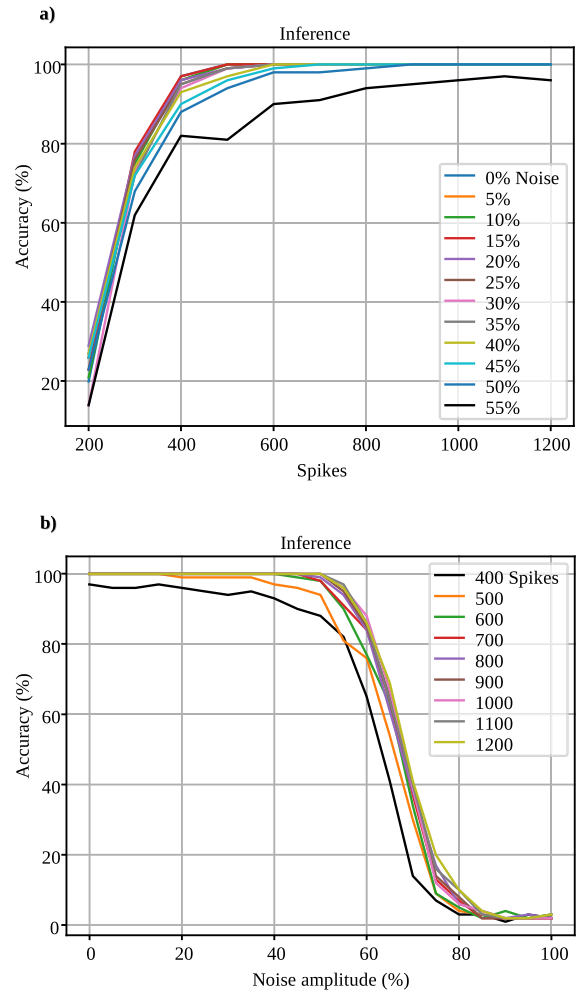 a)
Inference
Accuracy (%)
100
80
60
40
20
0% Noise
5%
10%
15%
20%
25%
30%
35%
40%
45%
50%
55%
200 400 600 800 1000 1200
Spikes
b)
Inference
Accuracy (%)
100
80
60
40
20
0
400 Spikes
500
600
700
800
900
1000
1100
1200
0 20 40 60 80 100
Noise amplitude (%)